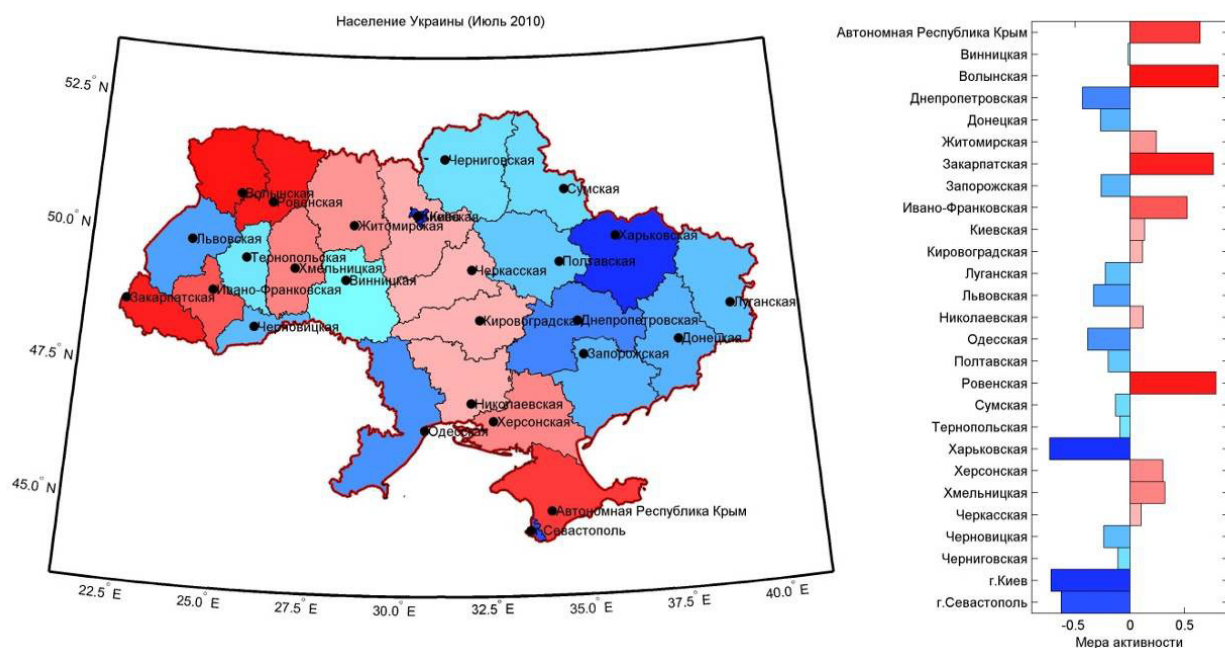 Население Украины (Июль 2010)
52.5° N
50.0° N
47.5° N
45.0° N
22.5° E
25.0° E
27.5° E
30.0° E
32.5° E
35.0° E
37.5° E
40.0° E
Черниговская
Сумская
Волынская
Ровенская
Житомирская
Харьковская
Львовская
Тернопольская
Хмельницкая
Винницкая
Черкасская
Полтавская
Закарпатская
Ивано-Франковская
Луганская
Черновицкая
Кировоградская
Днепропетровская
Донецкая
Запорожская
Николаевская
Херсонская
Одесская
Автономная Республика Крым
Севастополь
Автономная Республика Крым
Винницкая
Волынская
Днепропетровская
Донецкая
Житомирская
Закарпатская
Запорожская
Ивано-Франковская
Киевская
Кировоградская
Луганская
Львовская
Николаевская
Одесская
Полтавская
Ровенская
Сумская
Тернопольская
Харьковская
Херсонская
Хмельницкая
Черкасская
Черновицкая
Черниговская
г.Киев
г.Севастополь
-0.5 0 0.5
Мера активности